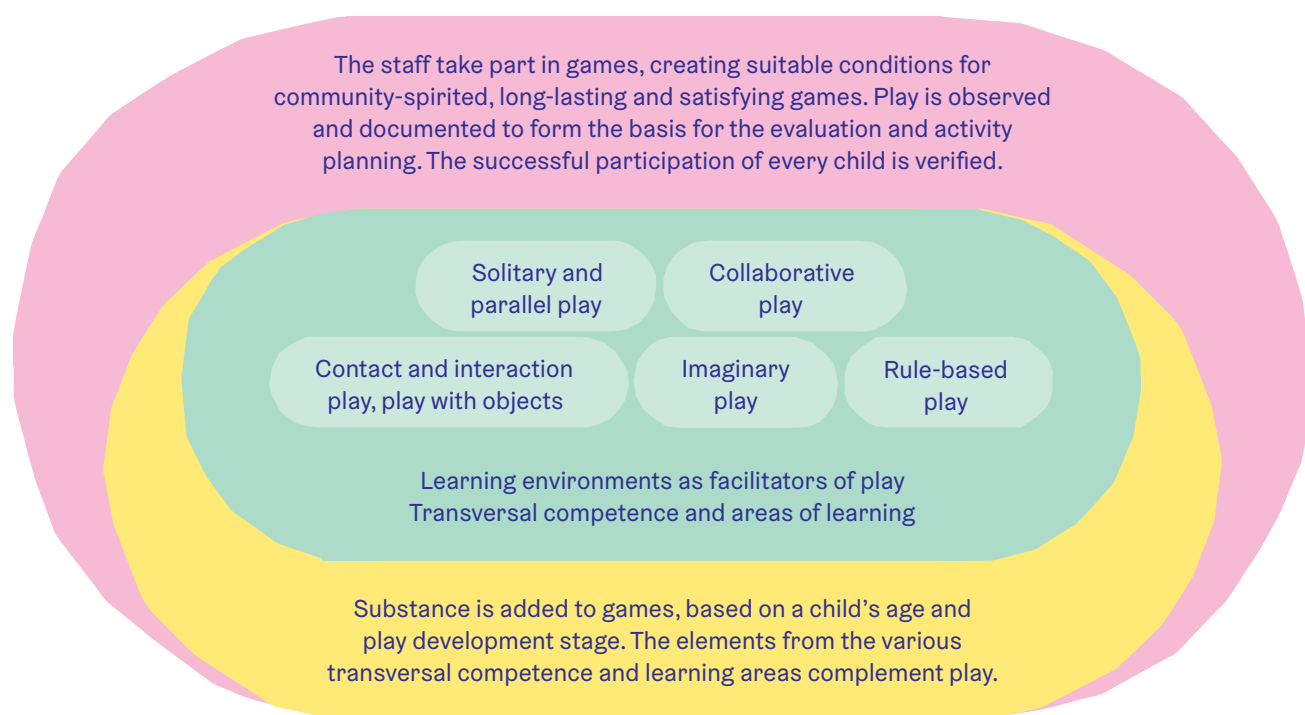 The staff take part in games, creating suitable conditions for
community-spirited, long-lasting and satisfying games. Play is observed
and documented to form the basis for the evaluation and activity
planning. The successful participation of every child is verified.
Solitary and
parallel play
Collaborative
play
Contact and interaction
play, play with objects
Imaginary
play
Rule-based
play
Learning environments as facilitators of play
Transversal competence and areas of learning
Substance is added to games, based on a child’s age and
play development stage. The elements from the various
transversal competence and learning areas complement play.